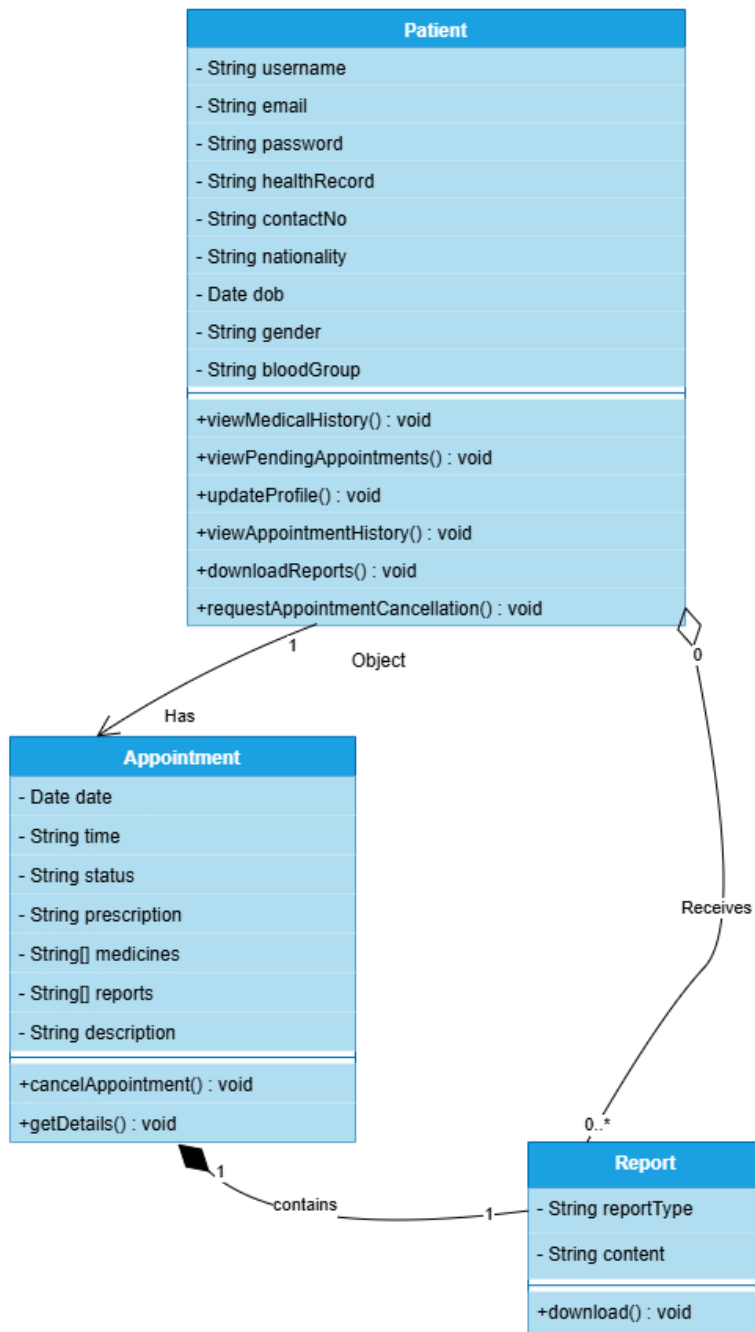 Patient
- String username
- String email
- String password
- String healthRecord
- String contactNo
- String nationality
- Date dob
- String gender
- String bloodGroup
+viewMedicalHistory() : void
+viewPendingAppointments() : void
+updateProfile() : void
+viewAppointmentHistory() : void
+downloadReports() : void
+requestAppointmentCancellation() : void
1
Object
0
Has
Appointment
- Date date
- String time
- String status
- String prescription
- String[] medicines
- String[] reports
- String description
+cancelAppointment() : void
+getDetails() : void
Receives
0..*
1
contains
1
Report
- String reportType
- String content
+download() : void